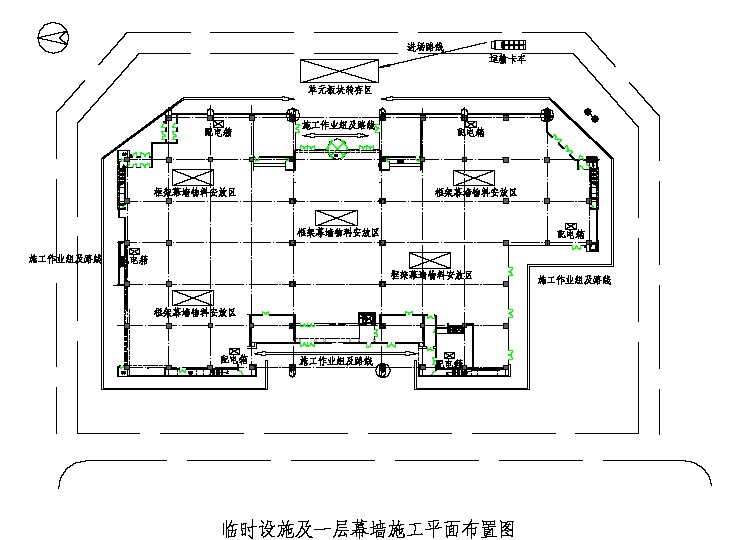 进场路线
运输卡车
单元板块转存区
配电箱
施工作业组及路线
配电箱
框架幕墙物料安放区
框架幕墙物料安放区
框架幕墙物料安放区
配电箱
施工作业组及路线
配电箱
框架幕墙物料安放区
施工作业组及路线
框架幕墙物料安放区
配电箱
施工作业组及路线
配电箱
临时设施及一层幕墙施工平面布置图